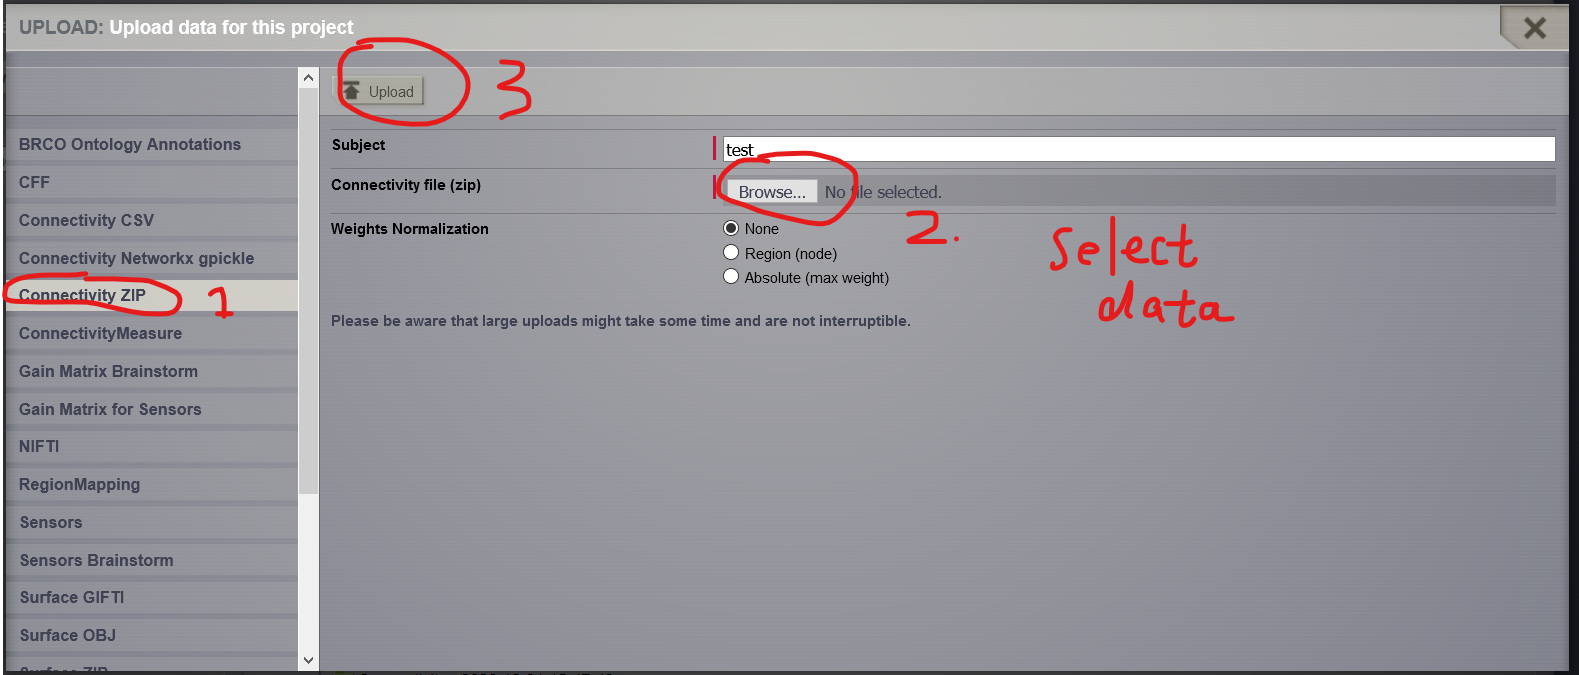 UPLOAD: Upload data for this project
Upload
3
BRCO Ontology Annotations
CFF
Connectivity CSV
Connectivity Networkx gpickle
Connectivity ZIP
1
ConnectivityMeasure
Gain Matrix Brainstorm
Gain Matrix for Sensors
NIFTI
RegionMapping
Sensors
Sensors Brainstorm
Surface GIFTI
Surface OBJ
Surface ZIP
Subject
test
Connectivity file (zip)
Browse... No file selected.
2.
Select
data
Weights Normalization
None
Region (node)
Absolute (max weight)
Please be aware that large uploads might take some time and are not interruptible.